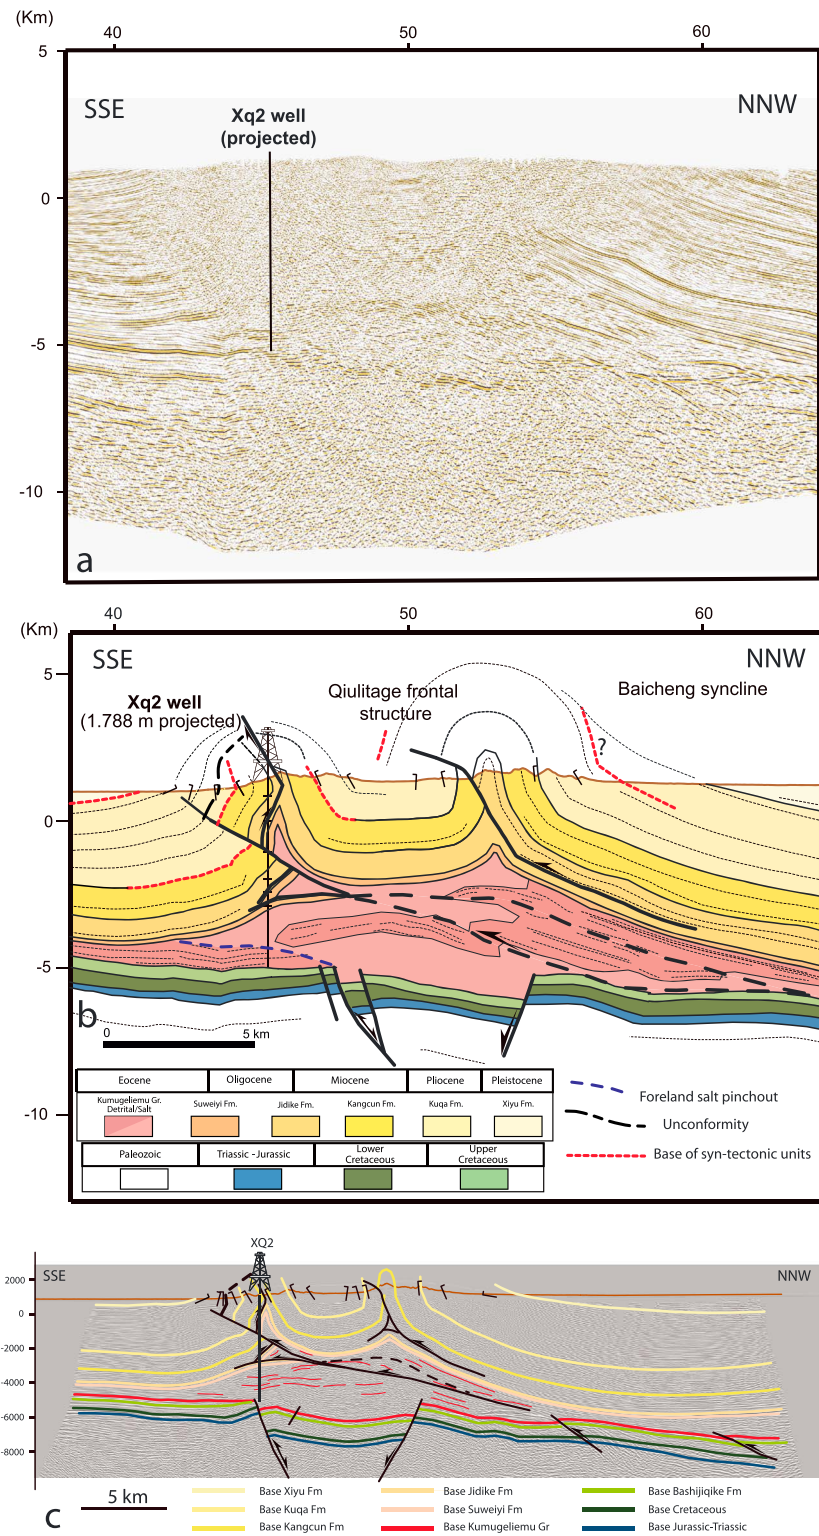 (Km)
40
50
60
5
SSE
NNW
Xq2 well
(projected)
0
-5
-10
a
40
50
60
(Km)
SSE
NNW
5
Xq2 well
(1.788 m projected)
Qiulitage frontal
structure
Baicheng syncline
?
0
-5
b
0
5 km
-10
Eocene
Oligocene
Miocene
Pliocene
Pleistocene
Kumugeliemu Gr.
Detrital/Salt
Suweiyi Fm.
Jidike Fm.
Kangcun Fm.
Kuqa Fm.
Xiyu Fm.
Paleozoic
Triassic - Jurassic
Lower
Cretaceous
Upper
Cretaceous
Foreland salt pinchout
Unconformity
Base of syn-tectonic units
XQ2
SSE
NNW
2000
0
-2000
-4000
-6000
-8000
5 km
c
Base Xiyu Fm
Base Kuqa Fm
Base Kangcun Fm
Base Jidike Fm
Base Suweiyi Fm
Base Kumugeliemu Gr
Base Bashijiqike Fm
Base Cretaceous
Base Jurassic-Triassic